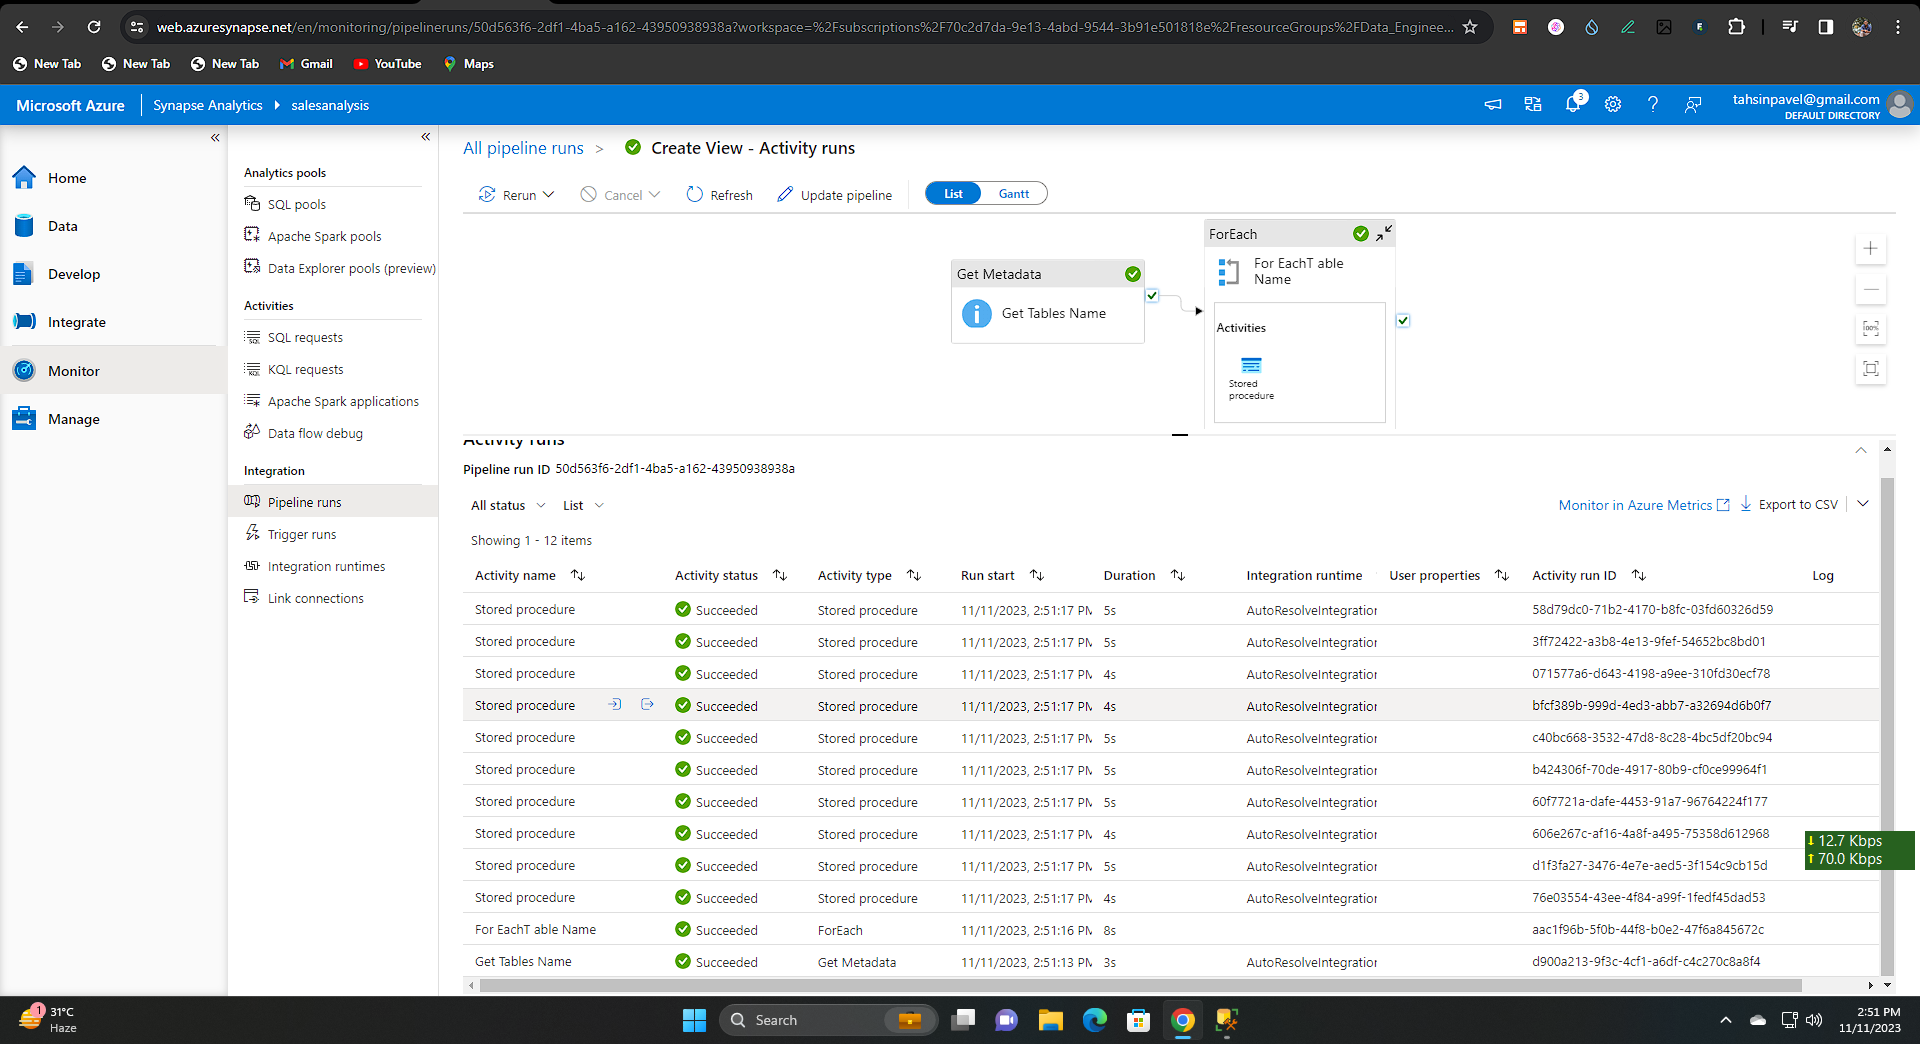 web.azuresynapse.net/en/monitoring/pipelineruns/50d563f6-2df1-4ba5-a162-43950938938a?workspace=%2Fsubscriptions%2F70c2d7da-9e13-4abd-9544-3b91e501818e%2FresourceGroups%2FData_Enginee...
New Tab New Tab New Tab Gmail YouTube Maps
Microsoft Azure Synapse Analytics salesanalysis
3
tahsinpavel@gmail.com
DEFAULT DIRECTORY
Home
Data
Develop
Integrate
Monitor
Manage
Analytics pools
SQL pools
Apache Spark pools
Data Explorer pools (preview)
Activities
SQL requests
KQL requests
Apache Spark applications
Data flow debug
Integration
Pipeline runs
Trigger runs
Integration runtimes
Link connections
All pipeline runs > Create View - Activity runs
Rerun Cancel Refresh Update pipeline List Gantt
Get Metadata
Get Tables Name
ForEach
For EachT able
Name
Activities
Stored
procedure
100%
Activity runs
Pipeline run ID 50d563f6-2df1-4ba5-a162-43950938938a
All status List Monitor in Azure Metrics Export to CSV
Showing 1 - 12 items
Activity name Activity status Activity type Run start Duration Integration runtime User properties Activity run ID Log
Stored procedure Succeeded Stored procedure 11/11/2023, 2:51:17 PM 5s AutoResolveIntegration 58d79dc0-71b2-4170-b8fc-03fd60326d59
Stored procedure Succeeded Stored procedure 11/11/2023, 2:51:17 PM 5s AutoResolveIntegration 3ff72422-a3b8-4e13-9fef-54652bc8bd01
Stored procedure Succeeded Stored procedure 11/11/2023, 2:51:17 PM 4s AutoResolveIntegration 071577a6-d643-4198-a9ee-310fd30ecf78
Stored procedure Succeeded Stored procedure 11/11/2023, 2:51:17 PM 4s AutoResolveIntegration bfcf389b-999d-4ed3-abb7-a32694d6b0f7
Stored procedure Succeeded Stored procedure 11/11/2023, 2:51:17 PM 5s AutoResolveIntegration c40bc668-3532-47d8-8c28-4bc5df20bc94
Stored procedure Succeeded Stored procedure 11/11/2023, 2:51:17 PM 5s AutoResolveIntegration b424306f-70de-4917-80b9-cf0ce99964f1
Stored procedure Succeeded Stored procedure 11/11/2023, 2:51:17 PM 5s AutoResolveIntegration 60f7721a-dafe-4453-91a7-96764224f177
Stored procedure Succeeded Stored procedure 11/11/2023, 2:51:17 PM 4s AutoResolveIntegration 606e267c-af16-4a8f-a495-75358d612968
Stored procedure Succeeded Stored procedure 11/11/2023, 2:51:17 PM 5s AutoResolveIntegration d1f3fa27-3476-4e7e-aed5-3f154c9cb15d
Stored procedure Succeeded Stored procedure 11/11/2023, 2:51:17 PM 4s AutoResolveIntegration 76e03554-43ee-4f84-a99f-1fedf45dad53
For EachT able Name Succeeded ForEach 11/11/2023, 2:51:16 PM 8s aac1f96b-5f0b-44f8-b0e2-47f6a845672c
Get Tables Name Succeeded Get Metadata 11/11/2023, 2:51:13 PM 3s AutoResolveIntegration d900a213-9f3c-4cf1-a6df-c4c270c8a8f4
12.7 Kbps
70.0 Kbps
1
31°C
Haze
Search
2:51 PM
11/11/2023